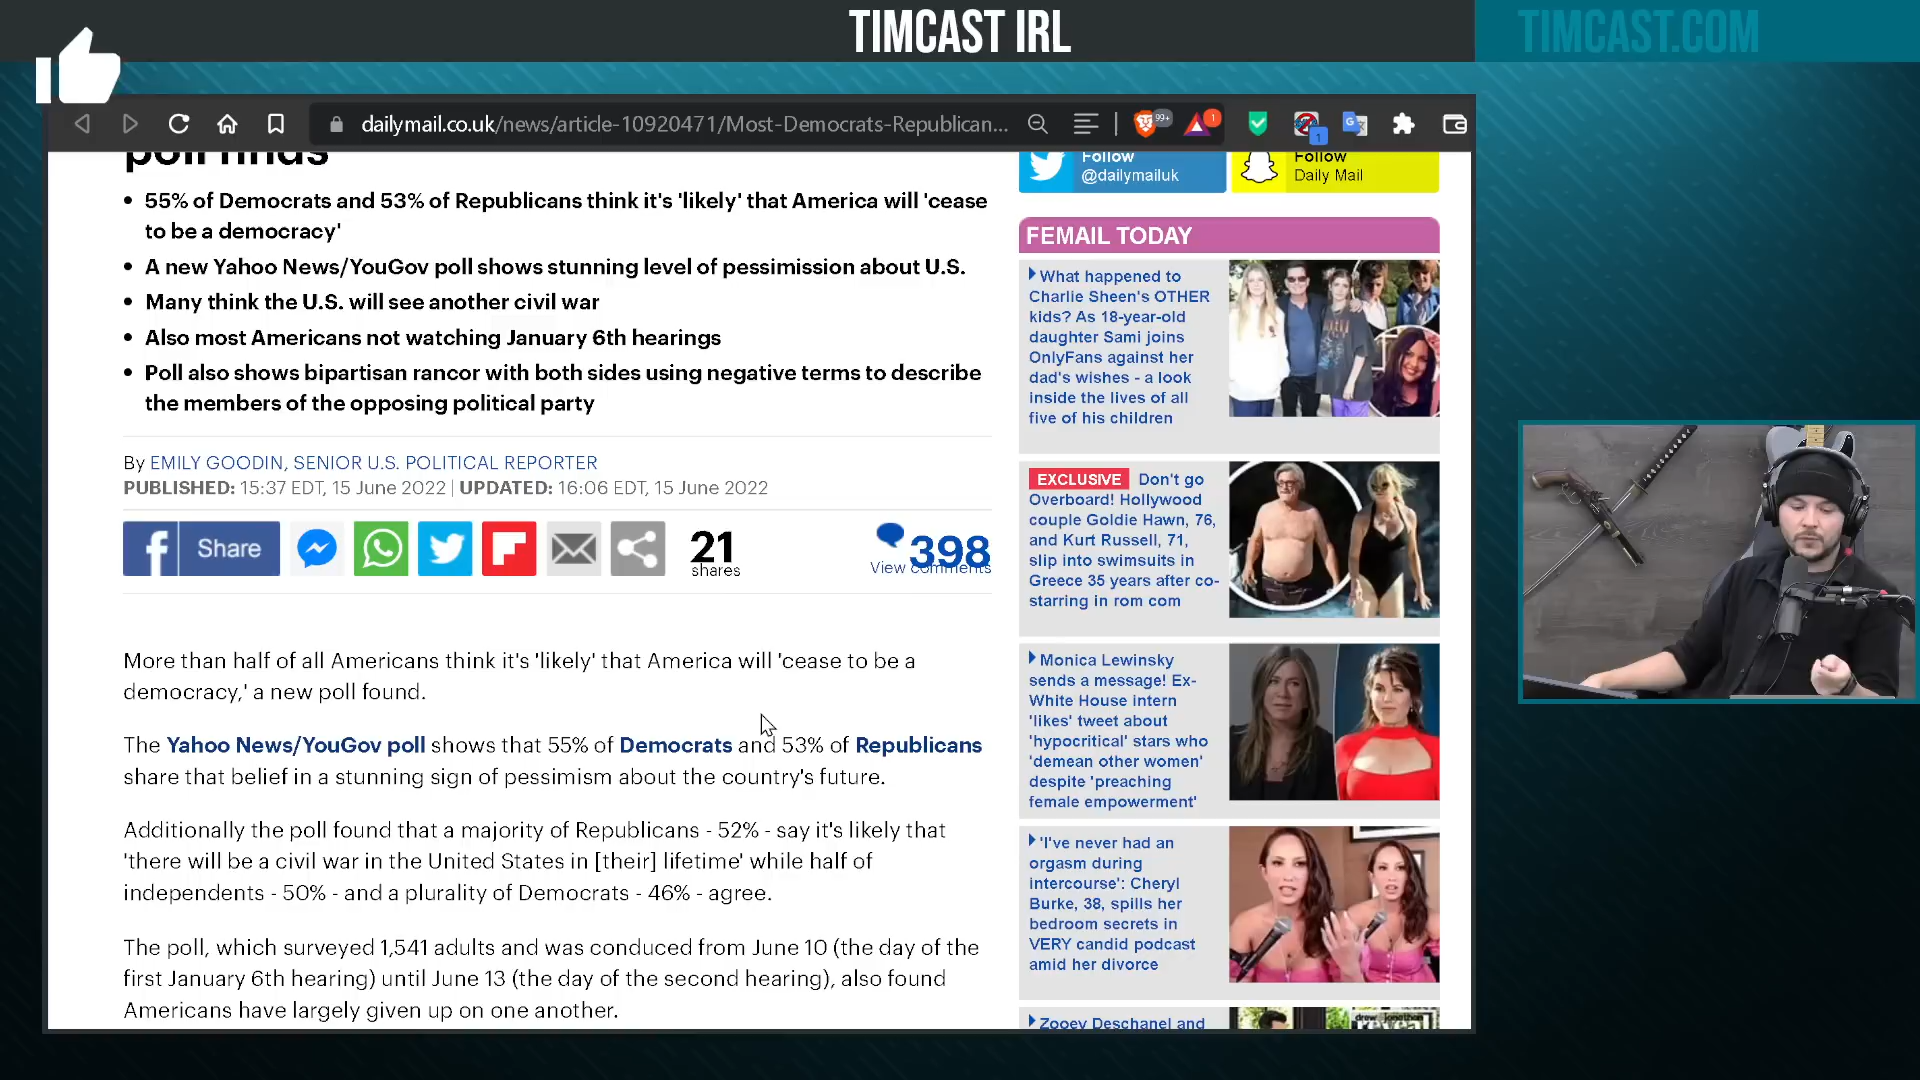 TIMCAST IRL
TIMCAST.COM
dailymail.co.uk/news/article-10920471/Most-Democrats-Republican...
99+
1
1
poll finds
• 55% of Democrats and 53% of Republicans think it's 'likely' that America will 'cease
to be a democracy'
• A new Yahoo News/YouGov poll shows stunning level of pessimission about U.S.
• Many think the U.S. will see another civil war
• Also most Americans not watching January 6th hearings
• Poll also shows bipartisan rancor with both sides using negative terms to describe
the members of the opposing political party
By EMILY GOODIN, SENIOR U.S. POLITICAL REPORTER
PUBLISHED: 15:37 EDT, 15 June 2022 | UPDATED: 16:06 EDT, 15 June 2022
f Share
21
shares
398
View comments
More than half of all Americans think it's 'likely' that America will 'cease to be a
democracy,' a new poll found.
The Yahoo News/YouGov poll shows that 55% of Democrats and 53% of Republicans
share that belief in a stunning sign of pessimism about the country's future.
Additionally the poll found that a majority of Republicans - 52% - say it's likely that
'there will be a civil war in the United States in [their] lifetime' while half of
independents - 50% - and a plurality of Democrats - 46% - agree.
The poll, which surveyed 1,541 adults and was conduced from June 10 (the day of the
first January 6th hearing) until June 13 (the day of the second hearing), also found
Americans have largely given up on one another.
Follow
@dailymailuk
Follow
Daily Mail
FEMAIL TODAY
What happened to
Charlie Sheen's OTHER
kids? As 18-year-old
daughter Sami joins
OnlyFans against her
dad's wishes - a look
inside the lives of all
five of his children
EXCLUSIVE Don't go
Overboard! Hollywood
couple Goldie Hawn, 76,
and Kurt Russell, 71,
slip into swimsuits in
Greece 35 years after co-
starring in rom com
Monica Lewinsky
sends a message! Ex-
White House intern
'likes' tweet about
'hypocritical' stars who
'demean other women'
despite 'preaching
female empowerment'
'I've never had an
orgasm during
intercourse': Cheryl
Burke, 38, spills her
bedroom secrets in
VERY candid podcast
amid her divorce
Zooey Deschanel and